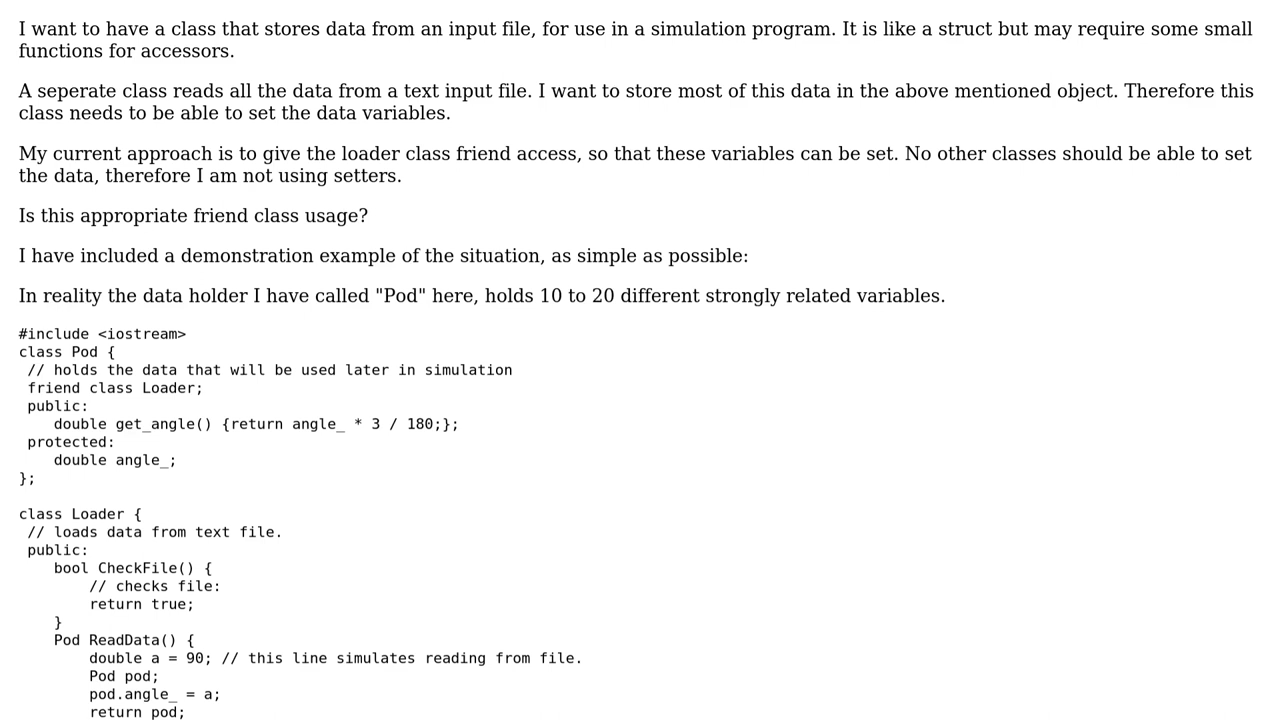 I want to have a class that stores data from an input file, for use in a simulation program. It is like a struct but may require some small
functions for accessors.
A seperate class reads all the data from a text input file. I want to store most of this data in the above mentioned object. Therefore this
class needs to be able to set the data variables.
My current approach is to give the loader class friend access, so that these variables can be set. No other classes should be able to set
the data, therefore I am not using setters.
Is this appropriate friend class usage?
I have included a demonstration example of the situation, as simple as possible:
In reality the data holder I have called "Pod" here, holds 10 to 20 different strongly related variables.
#include <iostream>
class Pod {
 // holds the data that will be used later in simulation
 friend class Loader;
 public:
    double get_angle() {return angle_ * 3 / 180;};
 protected:
    double angle_;
};

class Loader {
 // loads data from text file.
 public:
    bool CheckFile() {
        // checks file:
        return true;
    }
    Pod ReadData() {
        double a = 90; // this line simulates reading from file.
        Pod pod;
        pod.angle_ = a;
        return pod;